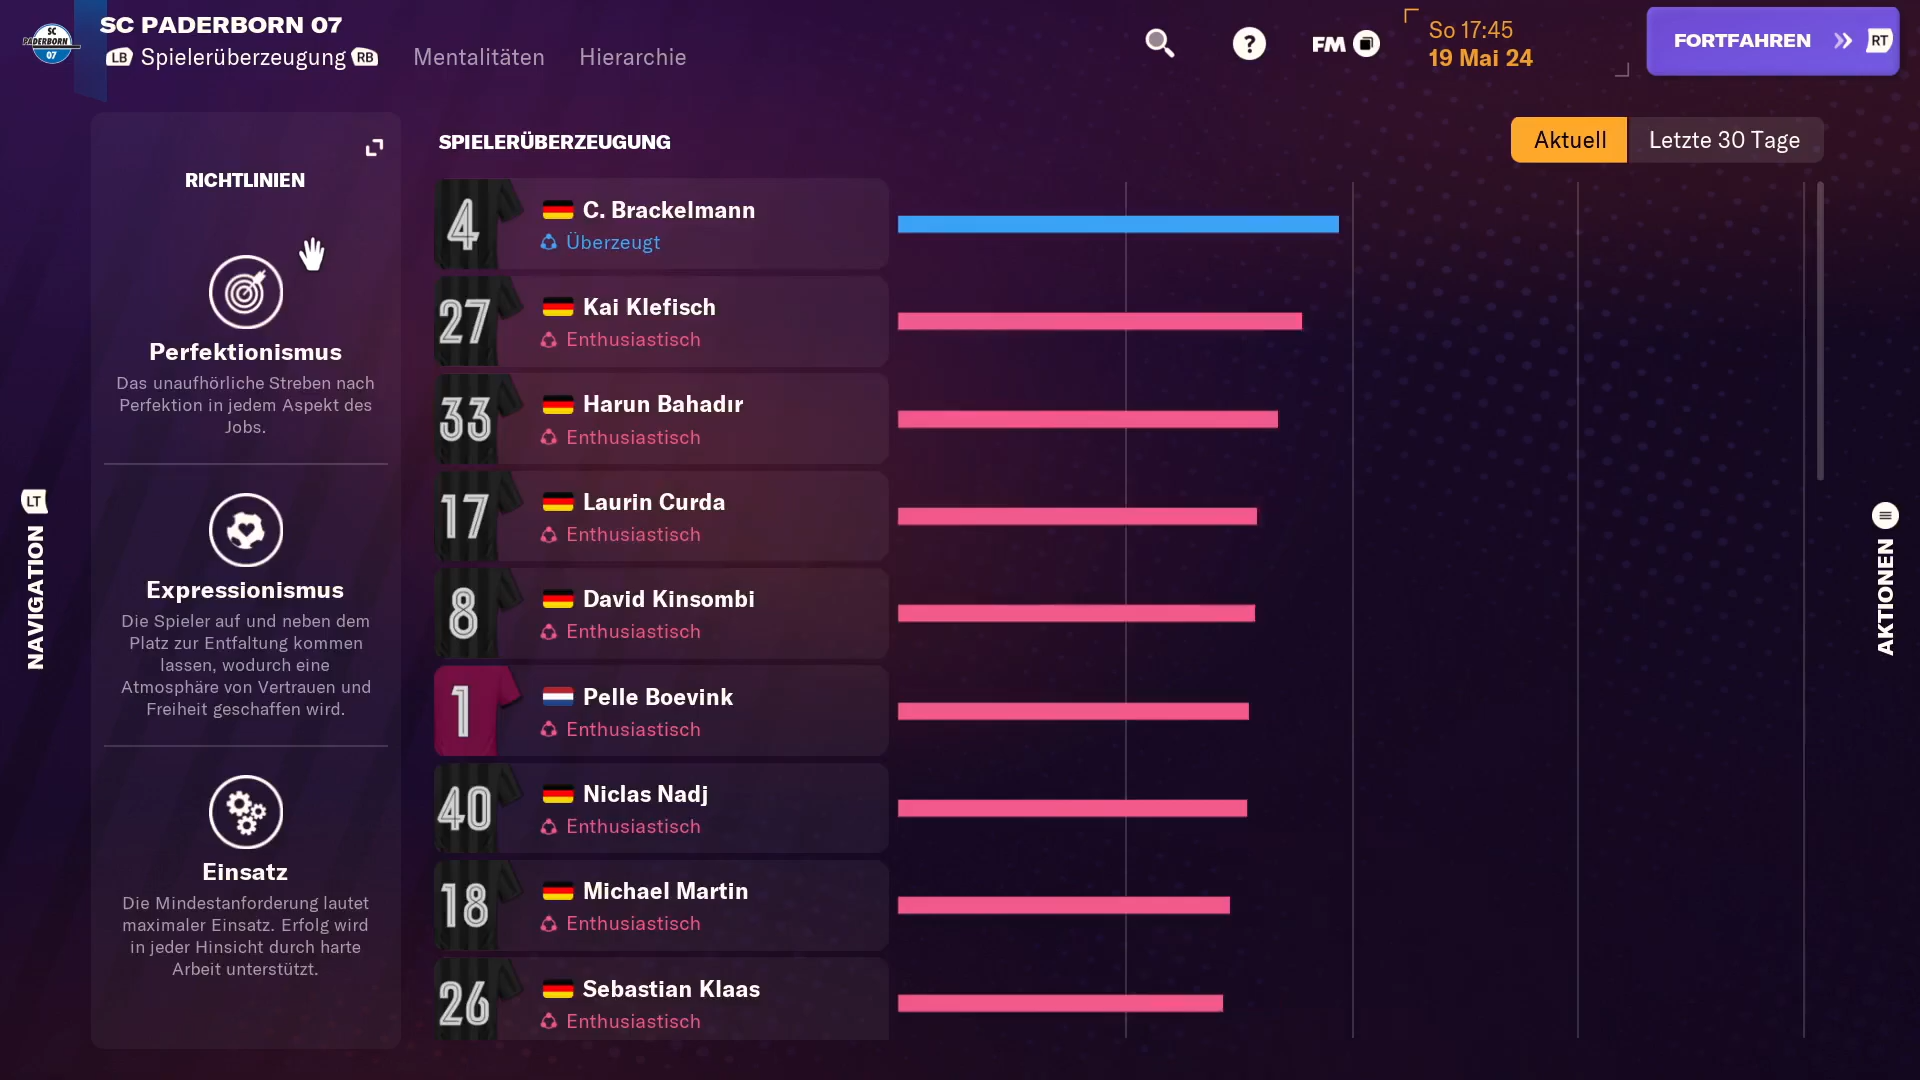 SC PADERBORN 07
SC
PADERBORN
07
LB Spielerüberzeugung RB Mentalitäten Hierarchie
?
FM
So 17:45
19 Mai 24
FORTFAHREN RT
RICHTLINIEN
Perfektionismus
Das unaufhörliche Streben nach
Perfektion in jedem Aspekt des
Jobs.
Expressionismus
Die Spieler auf und neben dem
Platz zur Entfaltung kommen
lassen, wodurch eine
Atmosphäre von Vertrauen und
Freiheit geschaffen wird.
Einsatz
Die Mindestanforderung lautet
maximaler Einsatz. Erfolg wird
in jeder Hinsicht durch harte
Arbeit unterstützt.
LT
NAVIGATION
SPIELERÜBERZEUGUNG
Aktuell Letzte 30 Tage
4 C. Brackelmann
Überzeugt
27 Kai Klefisch
Enthusiastisch
33 Harun Bahadır
Enthusiastisch
17 Laurin Curda
Enthusiastisch
8 David Kinsombi
Enthusiastisch
1 Pelle Boevink
Enthusiastisch
40 Niclas Nadj
Enthusiastisch
18 Michael Martin
Enthusiastisch
26 Sebastian Klaas
Enthusiastisch
AKTIONEN